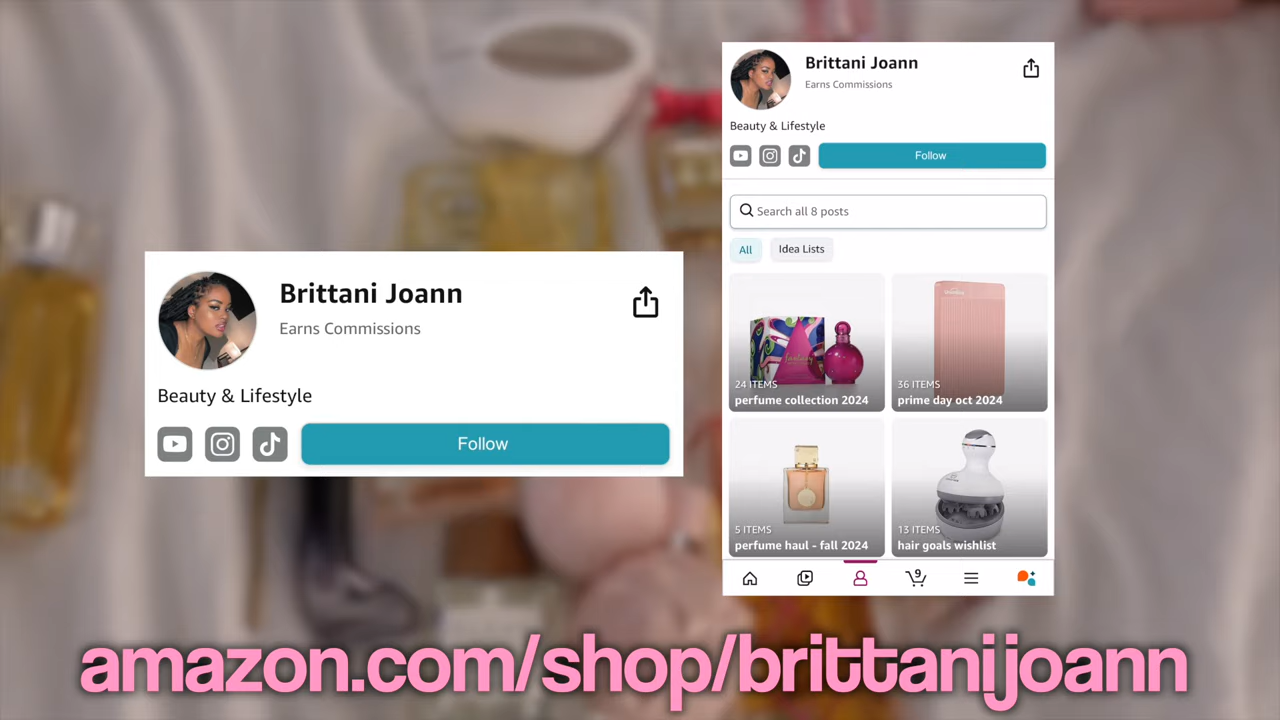 Brittani Joann
Earns Commissions
Beauty & Lifestyle
Follow
Brittani Joann
Earns Commissions
Beauty & Lifestyle
Follow
Search all 8 posts
All
Idea Lists
fantasy
24 ITEMS
perfume collection 2024
36 ITEMS
prime day oct 2024
5 ITEMS
perfume haul - fall 2024
13 ITEMS
hair goals wishlist
9
amazon.com/shop/brittanijjoann